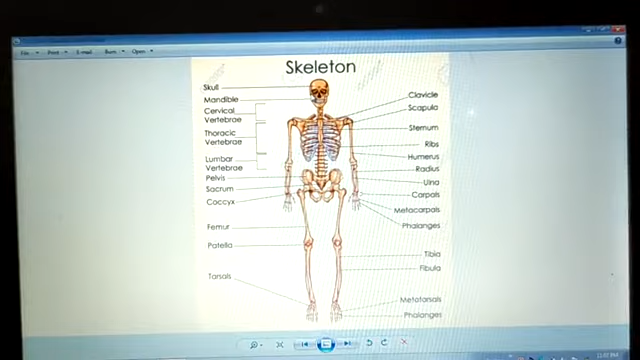 File Print E-mail Burn Open
Skeleton
Skull
Mandible
Cervical
Vertebrae
Thoracic
Vertebrae
Lumbar
Vertebrae
Pelvis
Sacrum
Coccyx
Femur
Patella
Tarsals
Clavicle
Scapula
Sternum
Ribs
Humerus
Radius
Ulna
Carpals
Metacarpals
Phalanges
Tibia
Fibula
Metatarsals
Phalanges